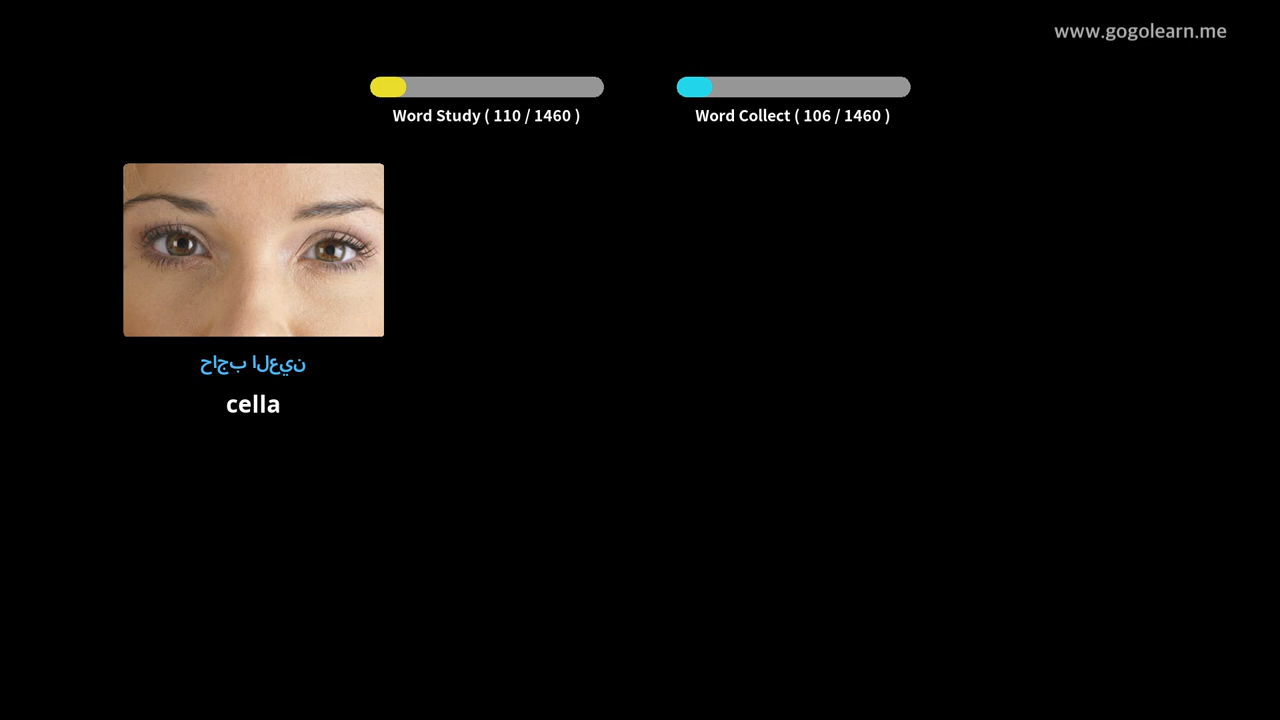 www.gogolearn.me
Word Study ( 110 / 1460 )
Word Collect ( 106 / 1460 )
حاجب العين
cella